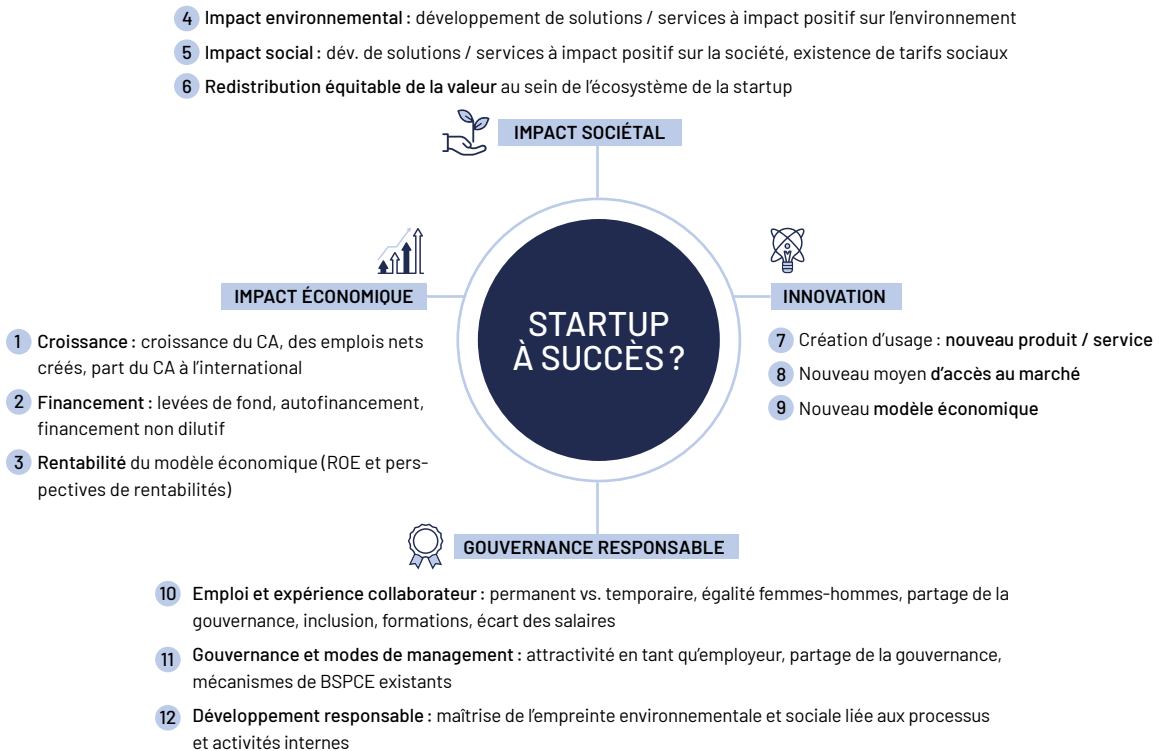 4 Impact environnemental : développement de solutions / services à impact positif sur l'environnement
5 Impact social : dév. de solutions / services à impact positif sur la société, existence de tarifs sociaux
6 Redistribution équitable de la valeur au sein de l'écosystème de la startup
IMPACT SOCIÉTAL
IMPACT ÉCONOMIQUE
1 Croissance : croissance du CA, des emplois nets
créés, part du CA à l'international
2 Financement : levées de fond, autofinancement,
financement non dilutif
3 Rentabilité du modèle économique (ROE et pers-
pectives de rentabilités)
STARTUP
À SUCCÈS ?
INNOVATION
7 Création d'usage : nouveau produit / service
8 Nouveau moyen d'accès au marché
9 Nouveau modèle économique
GOUVERNANCE RESPONSABLE
10 Emploi et expérience collaborateur : permanent vs. temporaire, égalité femmes-hommes, partage de la
gouvernance, inclusion, formations, écart des salaires
11 Gouvernance et modes de management : attractivité en tant qu'employeur, partage de la gouvernance,
mécanismes de BSPCE existants
12 Développement responsable : maîtrise de l'empreinte environnementale et sociale liée aux processus
et activités internes